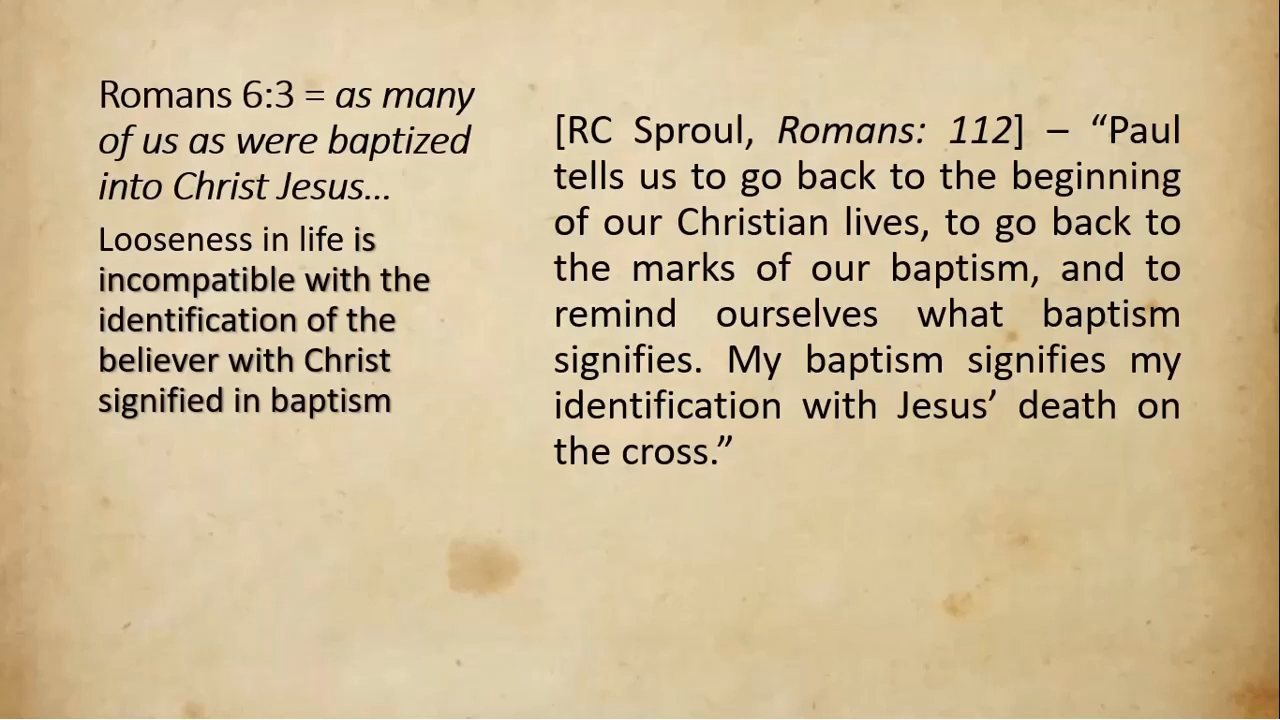 Romans 6:3 = as many
of us as were baptized
into Christ Jesus…
Looseness in life is
incompatible with the
identification of the
believer with Christ
signified in baptism
[RC Sproul, Romans: 112] – “Paul
tells us to go back to the beginning
of our Christian lives, to go back to
the marks of our baptism, and to
remind ourselves what baptism
signifies. My baptism signifies my
identification with Jesus’ death on
the cross.”